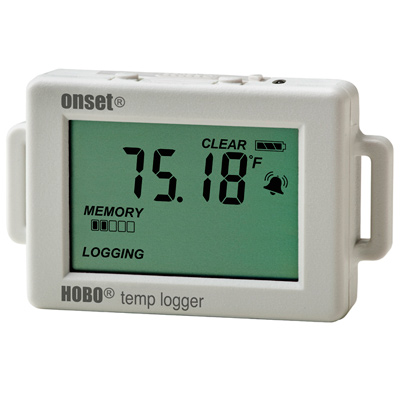 onset®
CLEAR
75.18°F
MEMORY
LOGGING
HOBO® temp logger